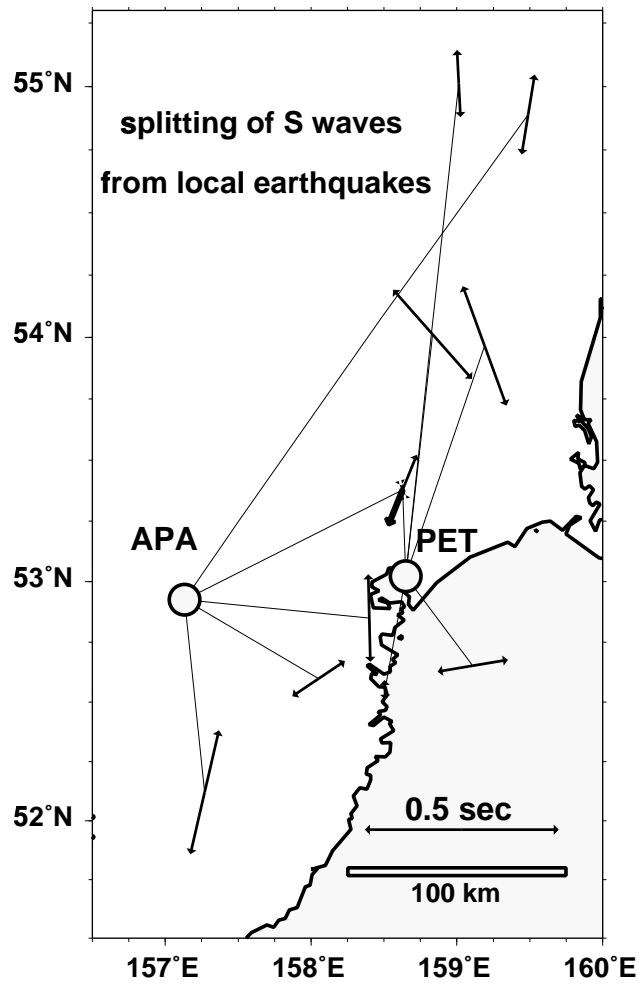 55°N
splitting of S waves
from local earthquakes
54°N
APA
PET
53°N
52°N
0.5 sec
100 km
157°E
158°E
159°E
160°E